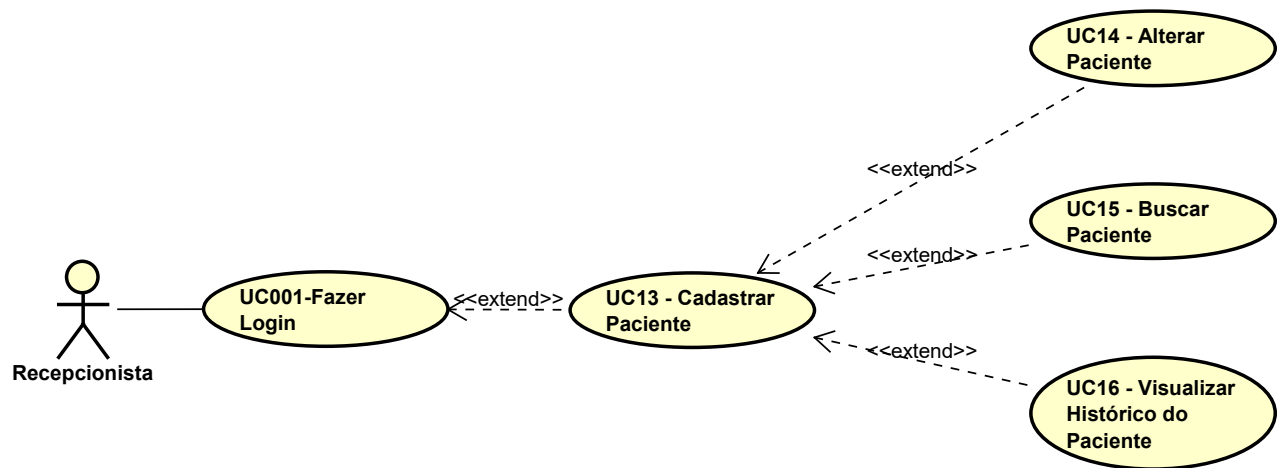 UC14 - Alterar
Paciente
<<extend>>
UC15 - Buscar
Paciente
<<extend>>
UC001-Fazer
Login
<<extend>>
UC13 - Cadastrar
Paciente
<<extend>>
Recepcionista
UC16 - Visualizar
Histórico do
Paciente